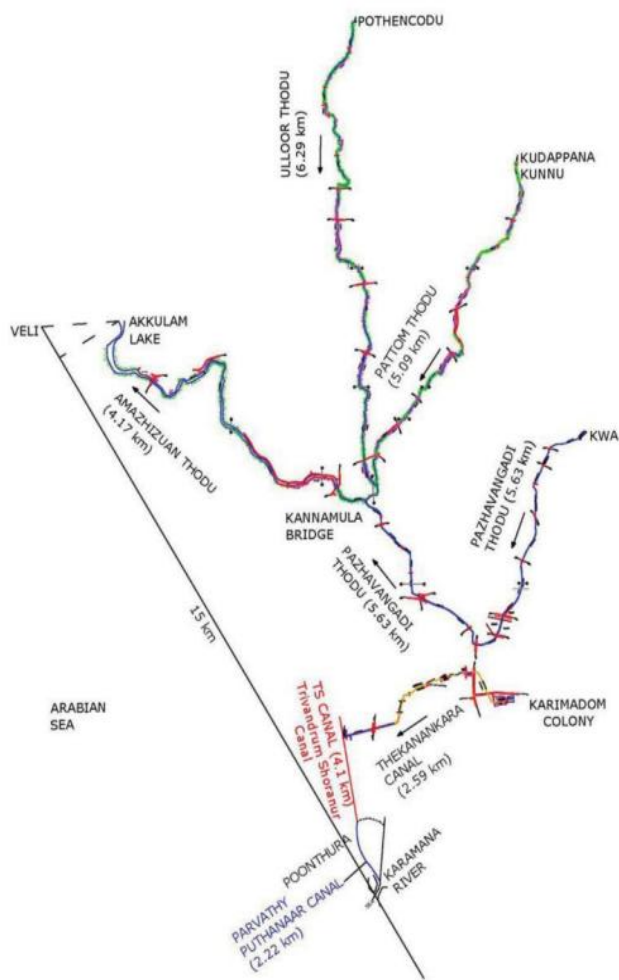 POTHENCODU
ULLOOR THODU
(6.29 km)
KUDAPPANA
KUNNU
PATTOM THODU
(5.09 km)
VELI
AKKULAM
LAKE
AMAZHIZUAN THODU
(4.17 km)
KWA
PAZHAVANGADI
THODU (5.63 km)
KANNAMULA
BRIDGE
PAZHAVANGADI
THODU (5.63 km)
15 km
ARABIAN
SEA
TS CANAL (4.1 km)
Trivandrum Shoranur
Canal
THEKANANKARA
CANAL
(2.59 km)
KARIMADOM
COLONY
POONTHURA
KARAMANA
RIVER
PARVATHY
PUTHANAAR CANAL
(2.22 km)